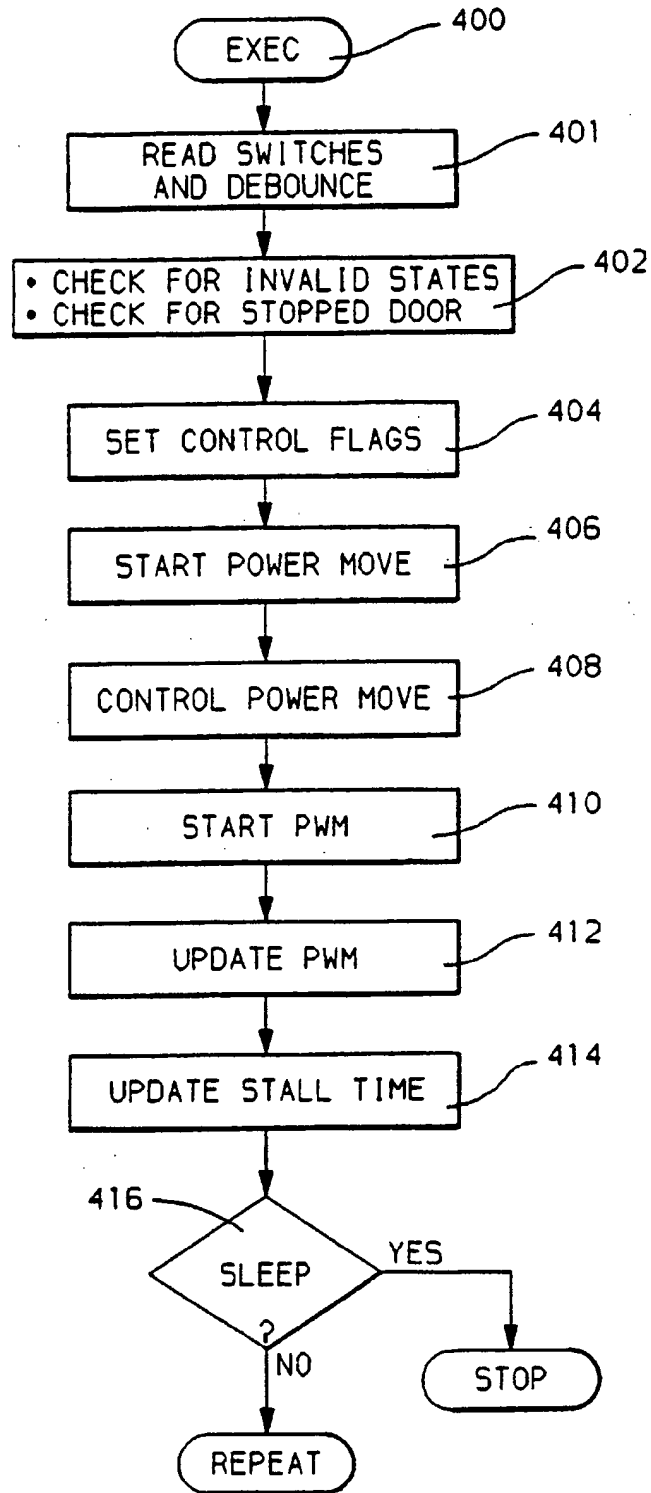 EXEC
400
READ SWITCHES
AND DEBOUNCE
401
• CHECK FOR INVALID STATES
• CHECK FOR STOPPED DOOR
402
SET CONTROL FLAGS
404
START POWER MOVE
406
CONTROL POWER MOVE
408
START PWM
410
UPDATE PWM
412
UPDATE STALL TIME
414
416
SLEEP
?
YES
NO
STOP
REPEAT